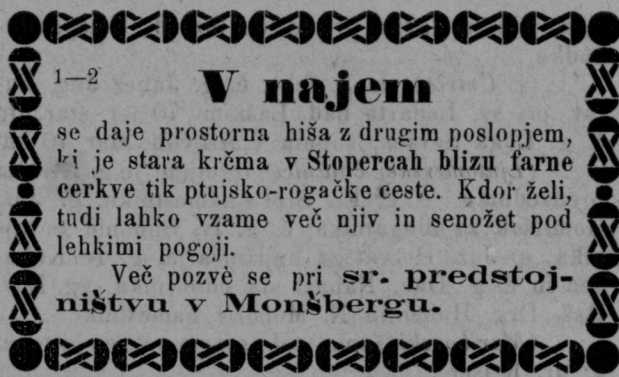 1—2
V najem
se daje prostorna hiša z drugim poslopjem,
ki je stara krčma v Stopercah blizu farne
cerkve tik ptujsko-rogačke ceste. Kdor želi,
tudi lahko vzame več njiv in senožet pod
lehkimi pogoji.
Več pozvè se pri sr. predstoj-
ništvu v Monšbergu.